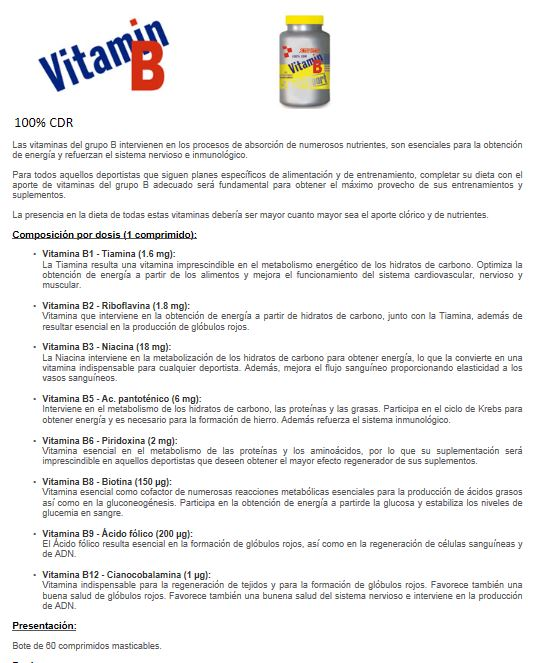 Vitamin
B
Vitamin
B
100% CDR
Las vitaminas del grupo B intervienen en los procesos de absorción de numerosos nutrientes, son esenciales para la obtención
de energía y refuerzan el sistema nervioso e inmunológico.
Para todos aquellos deportistas que siguen planes específicos de alimentación y de entrenamiento, completar su dieta con el
aporte de vitaminas del grupo B adecuado será fundamental para obtener el máximo provecho de sus entrenamientos y
suplementos.
La presencia en la dieta de todas estas vitaminas debería ser mayor cuanto mayor sea el aporte clórico y de nutrientes.
Composición por dosis (1 comprimido):
• Vitamina B1 - Tiamina (1.6 mg):
La Tiamina resulta una vitamina imprescindible en el metabolismo energético de los hidratos de carbono. Optimiza la
obtención de energía a partir de los alimentos y mejora el funcionamiento del sistema cardiovascular, nervioso y
muscular.
• Vitamina B2 - Riboflavina (1.8 mg):
Vitamina que interviene en la obtención de energía a partir de hidratos de carbono, junto con la Tiamina, además de
resultar esencial en la producción de glóbulos rojos.
• Vitamina B3 - Niacina (18 mg):
La Niacina interviene en la metabolización de los hidratos de carbono para obtener energía, lo que la convierte en una
vitamina indispensable para cualquier deportista. Además, mejora el flujo sanguíneo proporcionando elasticidad a los
vasos sanguíneos.
• Vitamina B5 - Ac. pantoténico (6 mg):
Interviene en el metabolismo de los hidratos de carbono, las proteínas y las grasas. Participa en el ciclo de Krebs para
obtener energía y es necesario para la formación de hierro. Además refuerza el sistema inmunológico.
• Vitamina B6 - Piridoxina (2 mg):
Vitamina esencial en el metabolismo de las proteínas y los aminoácidos, por lo que su suplementación será
imprescindible en aquellos deportistas que deseen obtener el mayor efecto regenerador de sus suplementos.
• Vitamina B8 - Biotina (150 µg):
Vitamina esencial como cofactor de numerosas reacciones metabólicas esenciales para la producción de ácidos grasos
así como en la gluconeogénesis. Participa en la obtención de energía a partirde la glucosa y estabiliza los niveles de
glucemia en sangre.
• Vitamina B9 - Ácido fólico (200 µg):
El Ácido fólico resulta esencial en la formación de glóbulos rojos, así como en la regeneración de células sanguíneas y
de ADN.
• Vitamina B12 - Cianocobalamina (1 µg):
Vitamina indispensable para la regeneración de tejidos y para la formación de glóbulos rojos. Favorece también una
buena salud de glóbulos rojos. Favorece también una bunena salud del sistema nervioso e interviene en la producción
de ADN.
Presentación:
Bote de 60 comprimidos masticables.